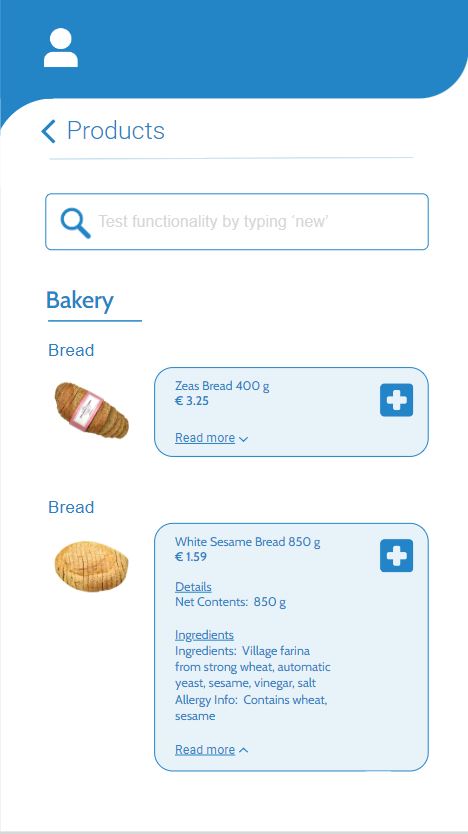 Products
Test functionality by typing ´new’
Bakery
Bread
Zeas Bread 400 g
€ 3.25
Read more
Bread
White Sesame Bread 850 g
€ 1.59
Details
Net Contents: 850 g
Ingredients
Ingredients: Village farina
from strong wheat, automatic
yeast, sesame, vinegar, salt
Allergy Info: Contains wheat,
sesame
Read more